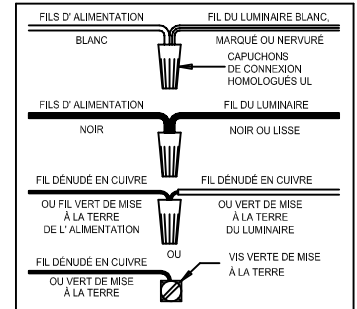 FILS D' ALIMENTATION
FIL DU LUMINAIRE BLANC,
BLANC
MARQUÉ OU NERVURÉ
CAPUCHONS
DE CONNEXION
HOMOLOGUÉS UL
FILS D' ALIMENTATION
FIL DU LUMINAIRE
NOIR
NOIR OU LISSE
FIL DÉNUDÉ EN CUIVRE
FIL DÉNUDÉ EN CUIVRE
OU FIL VERT DE MISE
À LA TERRE
DE L' ALIMENTATION
OU VERT DE MISE
À LA TERRE
DU LUMINAIRE
OU
FIL DÉNUDÉ EN CUIVRE
OU VERT DE MISE
À LA TERRE
VIS VERTE DE MISE
À LA TERRE